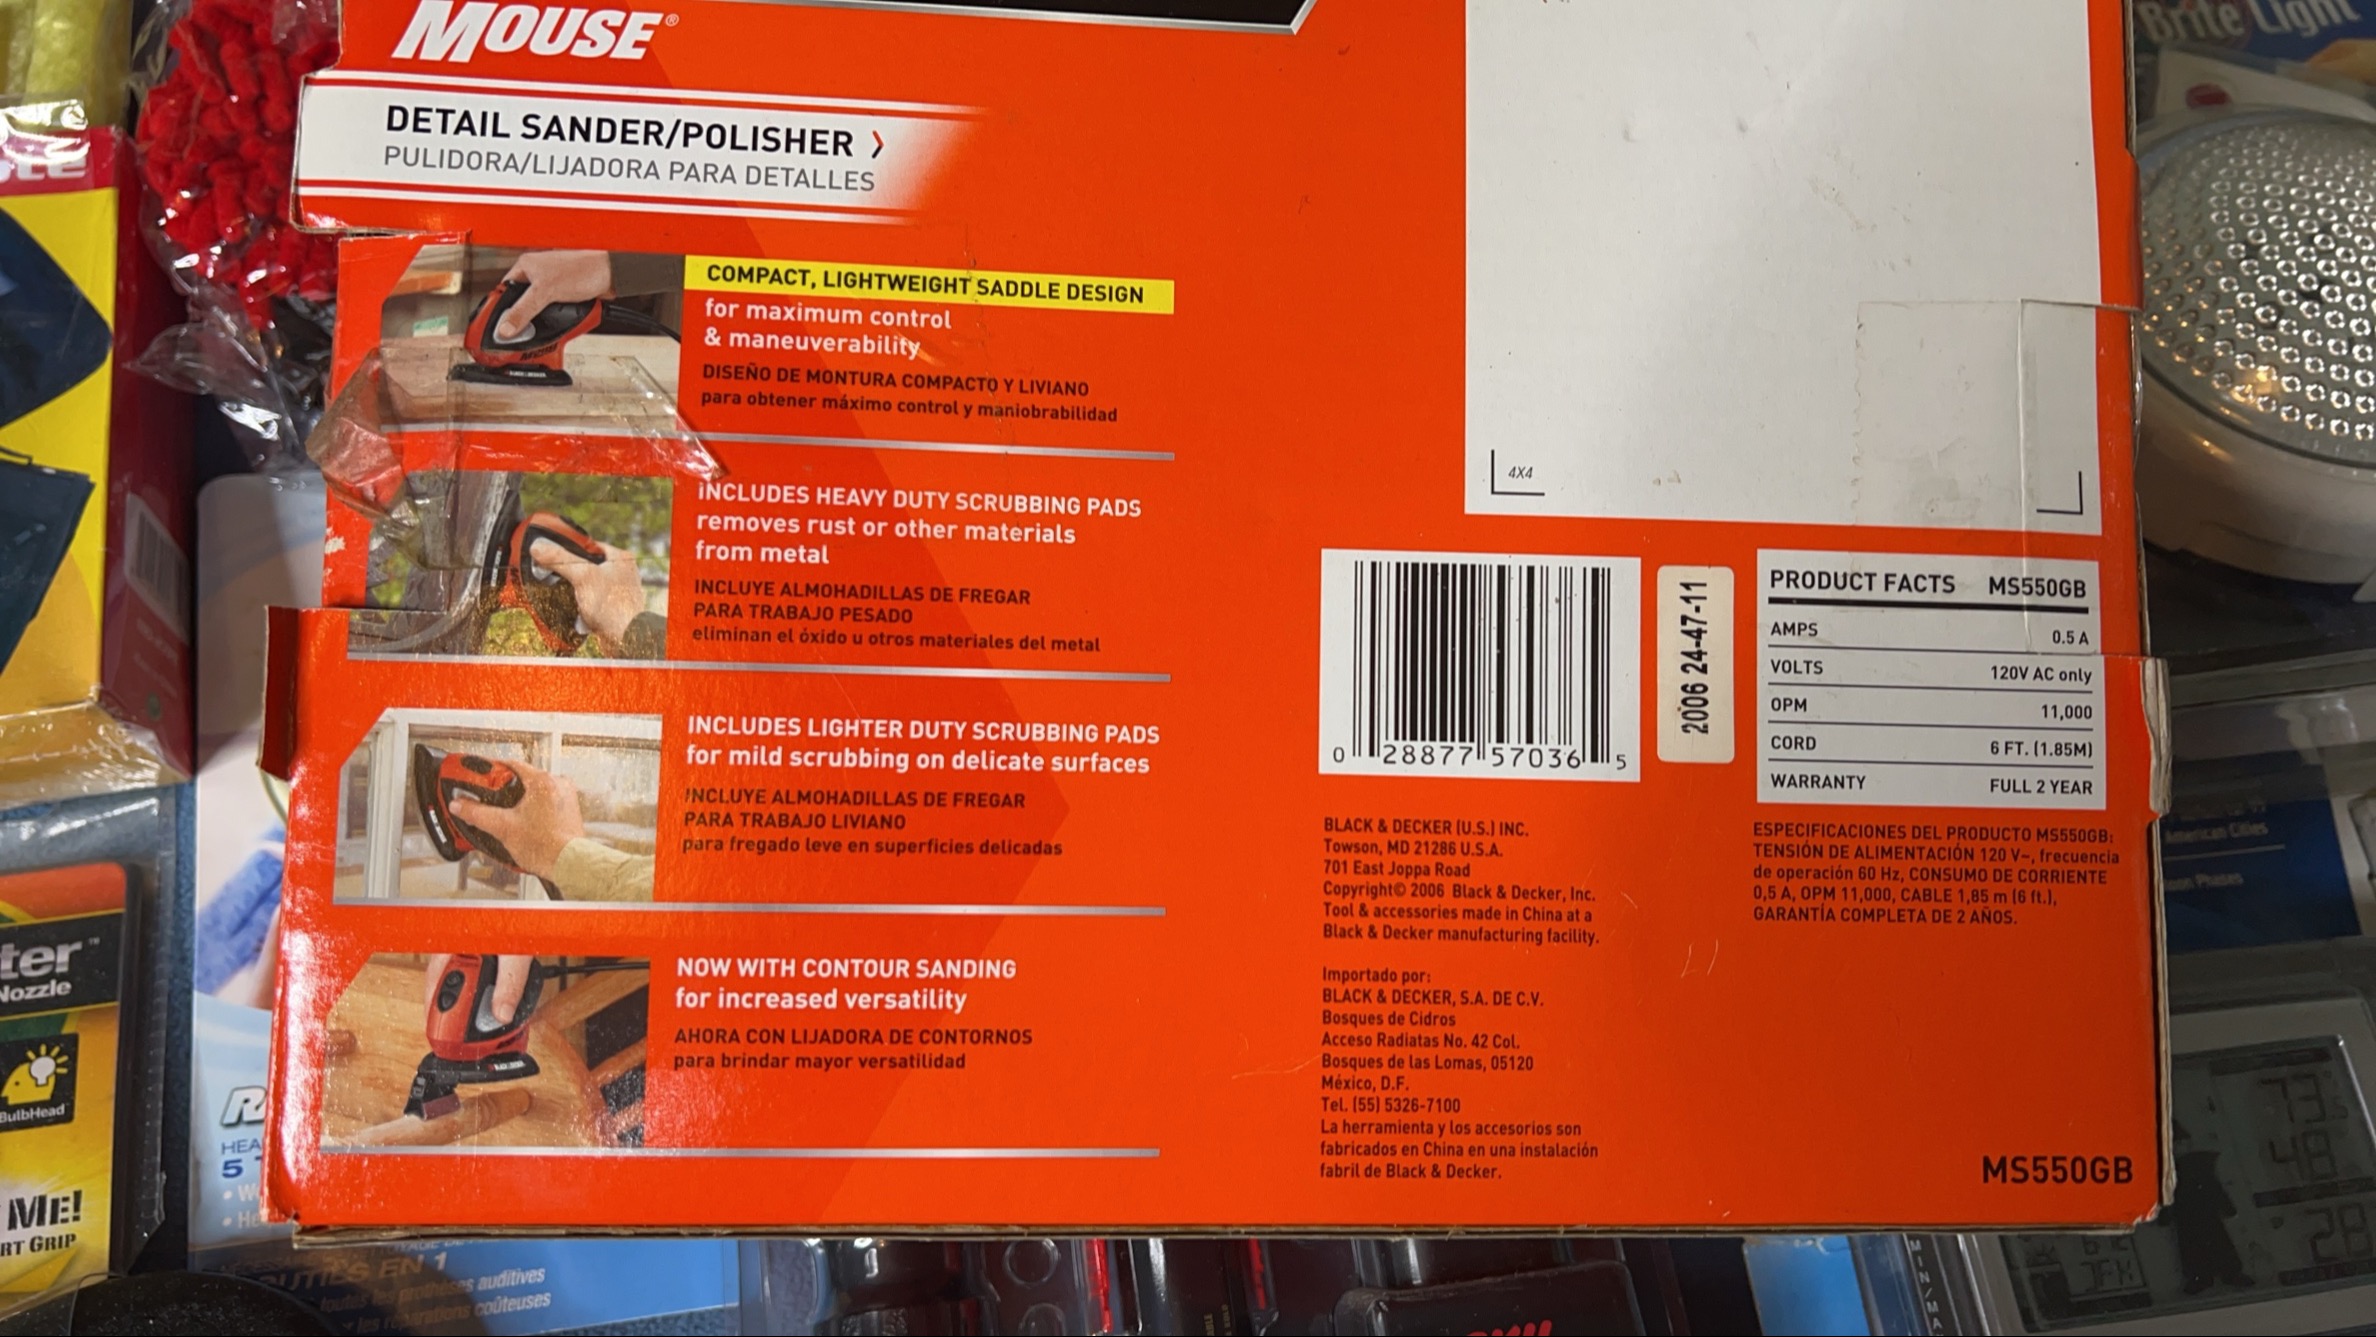 MOUSE®
DETAIL SANDER/POLISHER
PULIDORA/LIJADORA PARA DETALLES
COMPACT, LIGHTWEIGHT SADDLE DESIGN
for maximum control
& maneuverability
DISEÑO DE MONTURA COMPACTO Y LIVIANO
para obtener máximo control y maniobrabilidad
INCLUDES HEAVY DUTY SCRUBBING PADS
removes rust or other materials
from metal
INCLUYE ALMOHADILLAS DE FREGAR
PARA TRABAJO PESADO
eliminan el óxido u otros materiales del metal
INCLUDES LIGHTER DUTY SCRUBBING PADS
for mild scrubbing on delicate surfaces
INCLUYE ALMOHADILLAS DE FREGAR
PARA TRABAJO LIVIANO
para fregado leve en superficies delicadas
NOW WITH CONTOUR SANDING
for increased versatility
AHORA CON LIJADORA DE CONTORNOS
para brindar mayor versatilidad
4X4
0 28877 57036 5
2006 24-47-11
PRODUCT FACTS MS550GB
AMPS 0.5 A
VOLTS 120V AC only
OPM 11,000
CORD 6 FT. (1.85M)
WARRANTY FULL 2 YEAR
BLACK & DECKER (U.S.) INC.
Towson, MD 21286 U.S.A.
701 East Joppa Road
Copyright© 2006 Black & Decker, Inc.
Tool & accessories made in China at a
Black & Decker manufacturing facility.
Importado por:
BLACK & DECKER, S.A. DE C.V.
Bosques de Cidros
Acceso Radiatas No. 42 Col.
Bosques de las Lomas, 05120
México, D.F.
Tel. (55) 5326-7100
La herramienta y los accesorios son
fabricados en China en una instalación
fabril de Black & Decker.
ESPECIFICACIONES DEL PRODUCTO MS550GB:
TENSIÓN DE ALIMENTACIÓN 120 V~, frecuencia
de operación 60 Hz, CONSUMO DE CORRIENTE
0,5 A, OPM 11,000, CABLE 1,85 m (6 ft.),
GARANTÍA COMPLETA DE 2 AÑOS.
MS550GB
Brite Light
American Cities
Nozzle
BulbHead
ME!
GRIP
EN 1
auditives
coûteuses